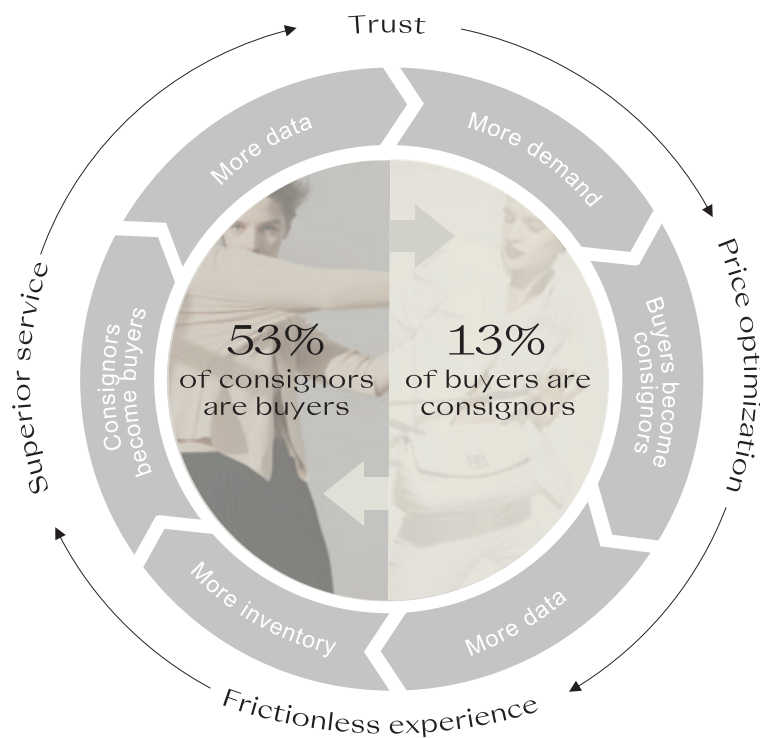 Trust
Price optimization
Frictionless experience
Superior service
More data
More demand
Buyers become
consignors
More data
More inventory
Consignors
become buyers
53%
of consignors
are buyers
13%
of buyers are
consignors